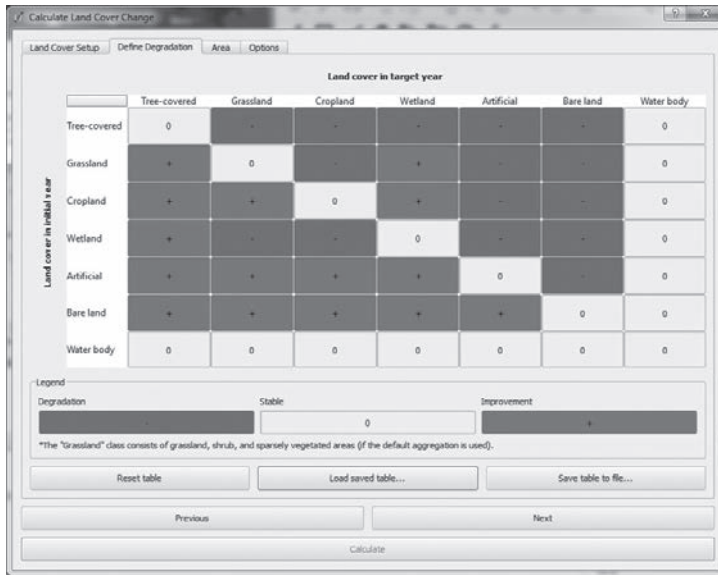 Calculate Land Cover Change
Land Cover Setup Define Degradation Area Options
Land cover in target year
Tree-covered Grassland Cropland Wetland Artificial Bare land Water body
Land cover in initial year
Tree-covered 0 - - - - - 0
Grassland + 0 - + - - 0
Cropland + + 0 + - - 0
Wetland + - - 0 - - 0
Artificial + + + + 0 - 0
Bare land + + + + + 0 0
Water body 0 0 0 0 0 0 0
Legend
Degradation Stable Improvement
- 0 +
*The "Grassland" class consists of grassland, shrub, and sparsely vegetated areas (if the default aggregation is used).
Reset table Load saved table... Save table to file...
Previous Next
Calculate